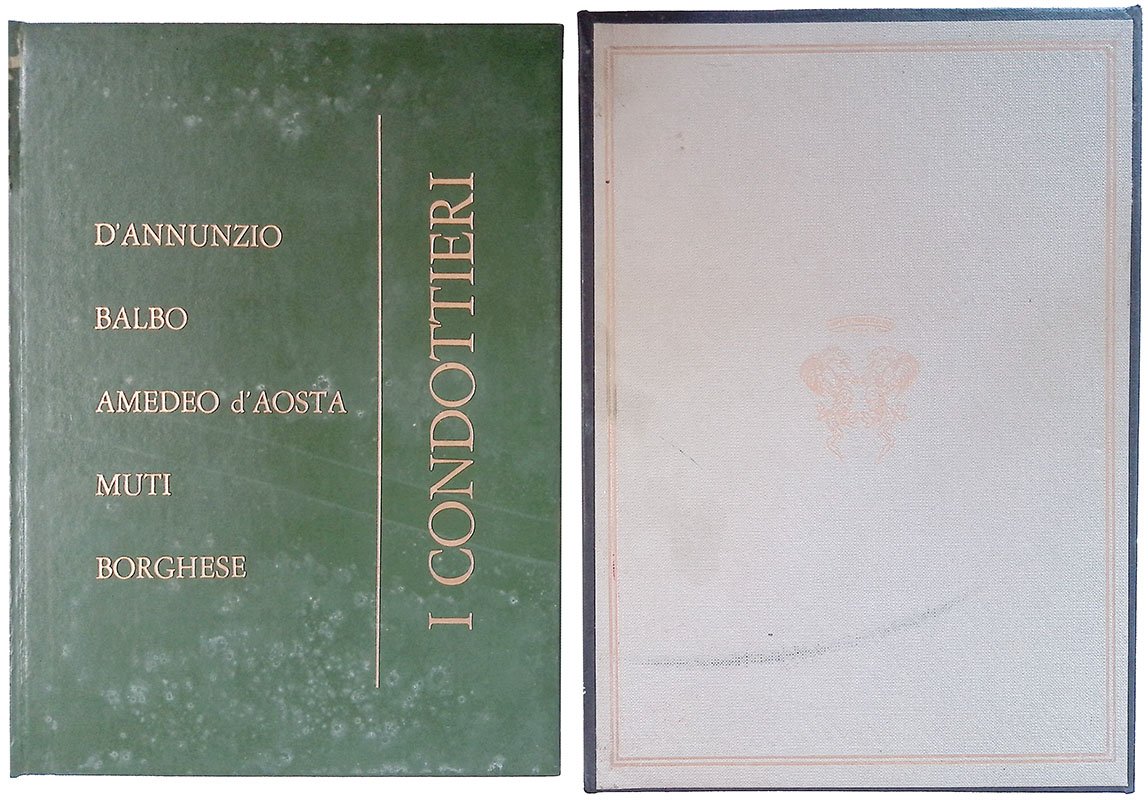 D'ANNUNZIO
BALBO
AMEDEO d'AOSTA
MUTI
BORGHESE
I CONDOTTIERI